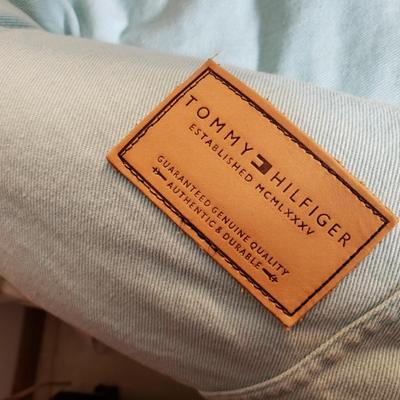 TOMMY HILFIGER
ESTABLISHED MCMLXXXV
GUARANTEED GENUINE QUALITY
AUTHENTIC & DURABLE